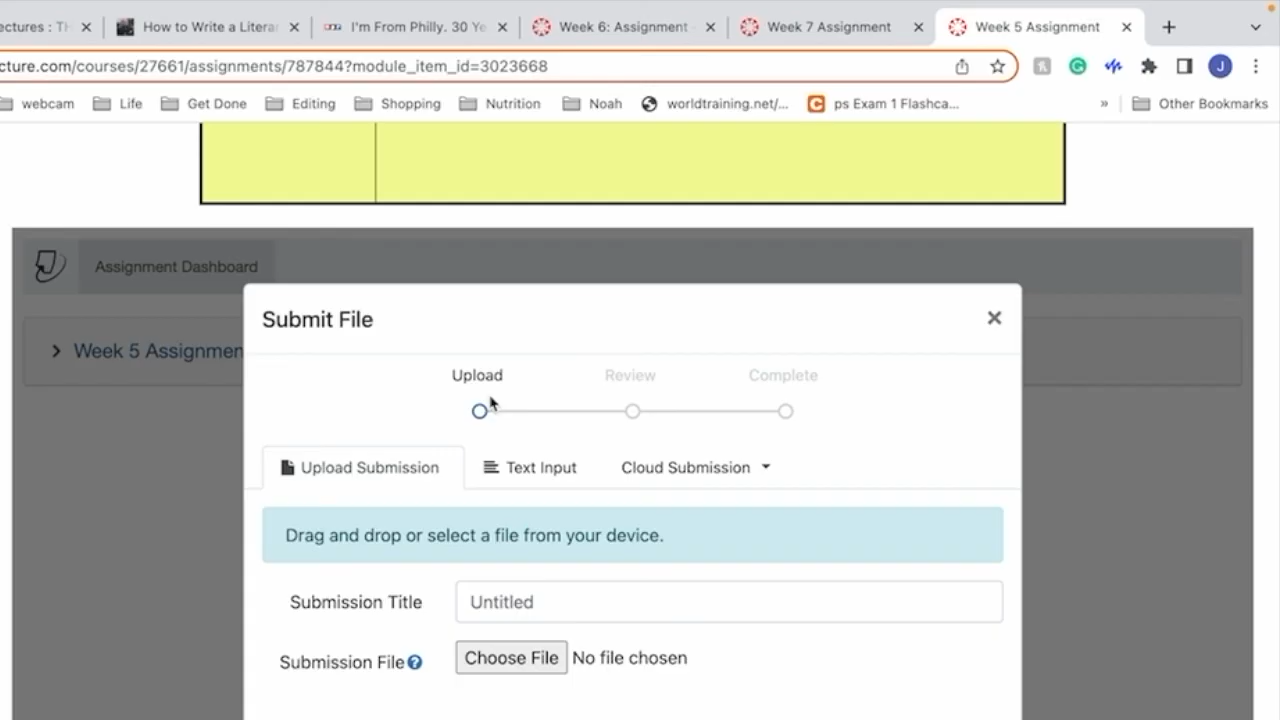 ectures : Th
How to Write a Litera
I'm From Philly. 30 Ye
Week 6: Assignment -
Week 7 Assignment
Week 5 Assignment
cture.com/courses/27661/assignments/787844?module_item_id=3023668
J
webcam
Life
Get Done
Editing
Shopping
Nutrition
Noah
worldtraining.net/...
ps Exam 1 Flashca...
»
Other Bookmarks
Assignment Dashboard
Submit File
Week 5 Assignmen
Upload
Review
Complete
Upload Submission
Text Input
Cloud Submission
Drag and drop or select a file from your device.
Submission Title
Untitled
Submission File
Choose File
No file chosen